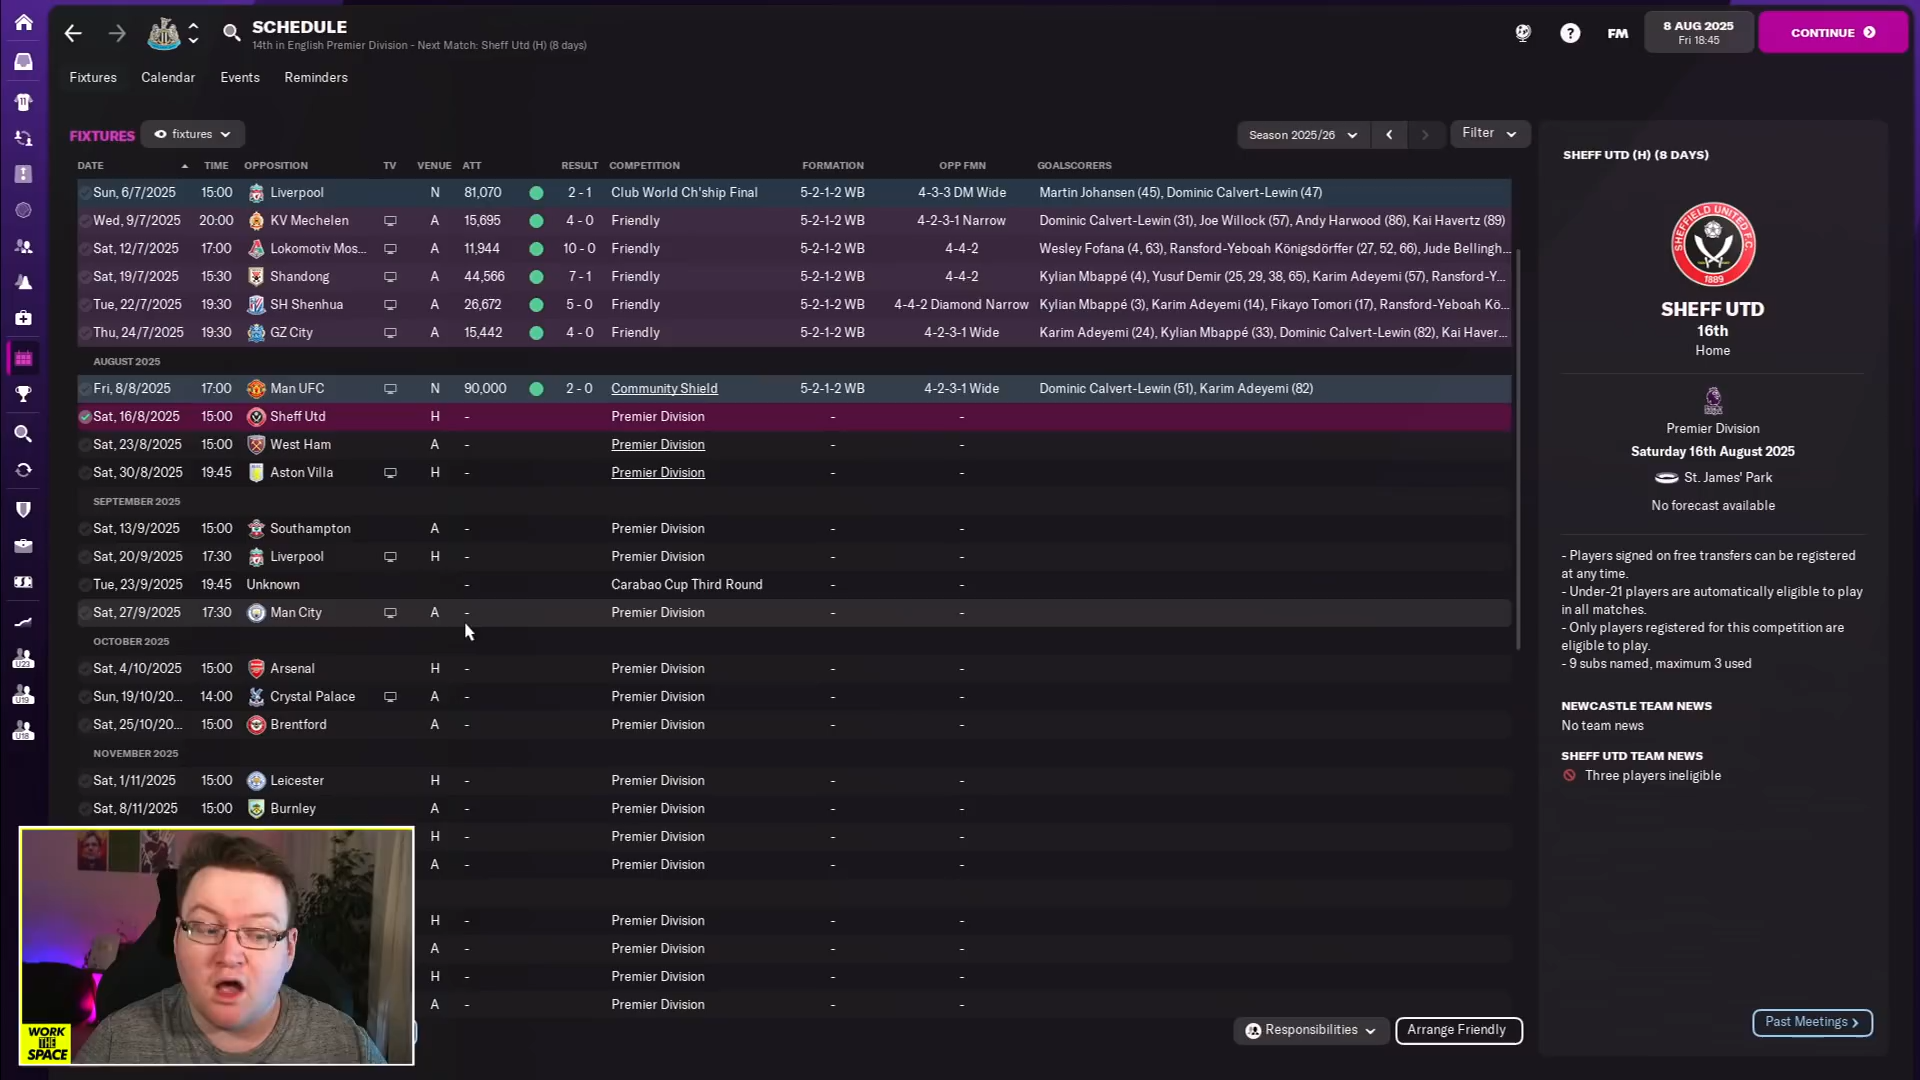 SCHEDULE
14th in English Premier Division - Next Match: Sheff Utd (H) (8 days)
FM
8 AUG 2025
Fri 18:45
CONTINUE
Fixtures Calendar Events Reminders
FIXTURES fixtures Season 2025/26 Filter
DATE TIME OPPOSITION TV VENUE ATT RESULT COMPETITION FORMATION OPP FMN GOALSCORERS
Sun, 6/7/2025 15:00 Liverpool N 81,070 2 - 1 Club World Ch'ship Final 5-2-1-2 WB 4-3-3 DM Wide Martin Johansen (45), Dominic Calvert-Lewin (47)
Wed, 9/7/2025 20:00 KV Mechelen A 15,695 4 - 0 Friendly 5-2-1-2 WB 4-2-3-1 Narrow Dominic Calvert-Lewin (31), Joe Willock (57), Andy Harwood (86), Kai Havertz (89)
Sat, 12/7/2025 17:00 Lokomotiv Mos... A 11,944 10 - 0 Friendly 5-2-1-2 WB 4-4-2 Wesley Fofana (4, 63), Ransford-Yeboah Königsdörffer (27, 52, 66), Jude Bellingh...
Sat, 19/7/2025 15:30 Shandong A 44,566 7 - 1 Friendly 5-2-1-2 WB 4-4-2 Kylian Mbappé (4), Yusuf Demir (25, 29, 38, 65), Karim Adeyemi (57), Ransford-Y...
Tue, 22/7/2025 19:30 SH Shenhua A 26,672 5 - 0 Friendly 5-2-1-2 WB 4-4-2 Diamond Narrow Kylian Mbappé (3), Karim Adeyemi (14), Fikayo Tomori (17), Ransford-Yeboah Kö...
Thu, 24/7/2025 19:30 GZ City A 15,442 4 - 0 Friendly 5-2-1-2 WB 4-2-3-1 Wide Karim Adeyemi (24), Kylian Mbappé (33), Dominic Calvert-Lewin (82), Kai Haver...
AUGUST 2025
Fri, 8/8/2025 17:00 Man UFC N 90,000 2 - 0 Community Shield 5-2-1-2 WB 4-2-3-1 Wide Dominic Calvert-Lewin (51), Karim Adeyemi (82)
Sat, 16/8/2025 15:00 Sheff Utd H - Premier Division - -
Sat, 23/8/2025 15:00 West Ham A - Premier Division - -
Sat, 30/8/2025 19:45 Aston Villa H - Premier Division - -
SEPTEMBER 2025
Sat, 13/9/2025 15:00 Southampton A - Premier Division - -
Sat, 20/9/2025 17:30 Liverpool H - Premier Division - -
Tue, 23/9/2025 19:45 Unknown - Carabao Cup Third Round - -
Sat, 27/9/2025 17:30 Man City A - Premier Division - -
OCTOBER 2025
Sat, 4/10/2025 15:00 Arsenal H - Premier Division - -
Sun, 19/10/20... 14:00 Crystal Palace A - Premier Division - -
Sat, 25/10/20... 15:00 Brentford A - Premier Division - -
NOVEMBER 2025
Sat, 1/11/2025 15:00 Leicester H - Premier Division - -
Sat, 8/11/2025 15:00 Burnley A - Premier Division - -
H - Premier Division - -
A - Premier Division - -
H - Premier Division - -
A - Premier Division - -
H - Premier Division - -
A - Premier Division - -
Responsibilities Arrange Friendly
SHEFF UTD (H) (8 DAYS)
SHEFFIELD UNITED F.C.
1889
SHEFF UTD
16th
Home
Premier Division
Saturday 16th August 2025
St. James' Park
No forecast available
- Players signed on free transfers can be registered
at any time.
- Under-21 players are automatically eligible to play
in all matches.
- Only players registered for this competition are
eligible to play.
- 9 subs named, maximum 3 used
NEWCASTLE TEAM NEWS
No team news
SHEFF UTD TEAM NEWS
Three players ineligible
Past Meetings
U23
U19
U18
WORK
THE
SPACE